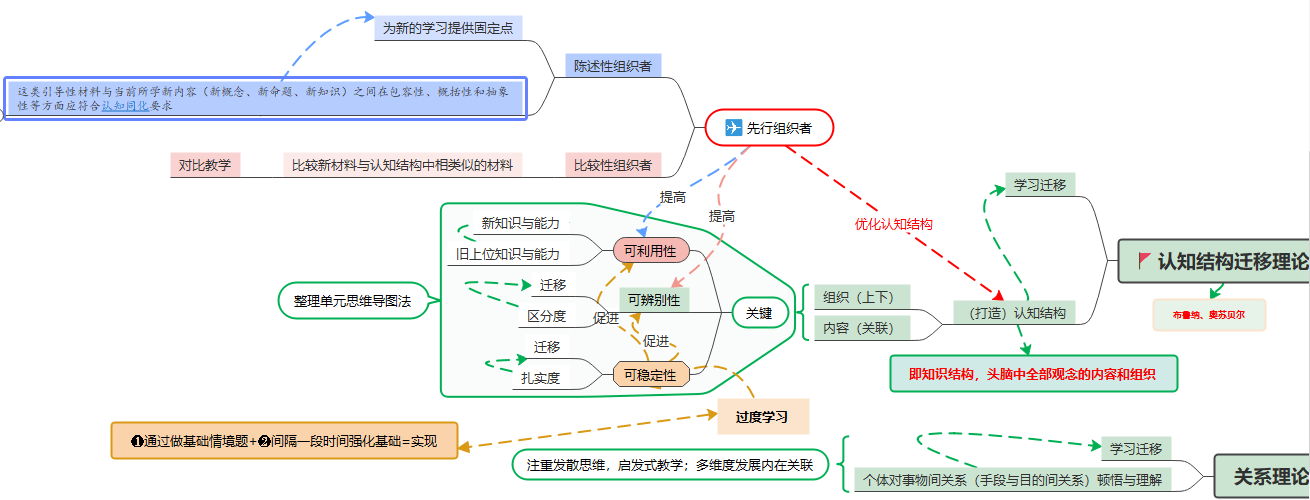 为新的学习提供固定点
陈述性组织者
这类引导性材料与当前所学新内容（新概念、新命题、新知识）之间在包容性、概括性和抽象
性等方面应符合认知同化要求
先行组织者
对比教学
比较新材料与认知结构中相类似的材料
比较性组织者
提高
提高
优化认知结构
学习迁移
认知结构迁移理论
布鲁纳、奥苏贝尔
新知识与能力
旧上位知识与能力
可利用性
迁移
区分度
可辨别性
促进
整理单元思维导图法
关键
组织（上下）
内容（关联）
（打造）认知结构
促进
迁移
扎实度
可稳定性
即知识结构，头脑中全部观念的内容和组织
过度学习
❶通过做基础情境题+❷间隔一段时间强化基础=实现
注重发散思维，启发式教学；多维度发展内在关联
学习迁移
个体对事物间关系（手段与目的间关系）顿悟与理解
关系理论